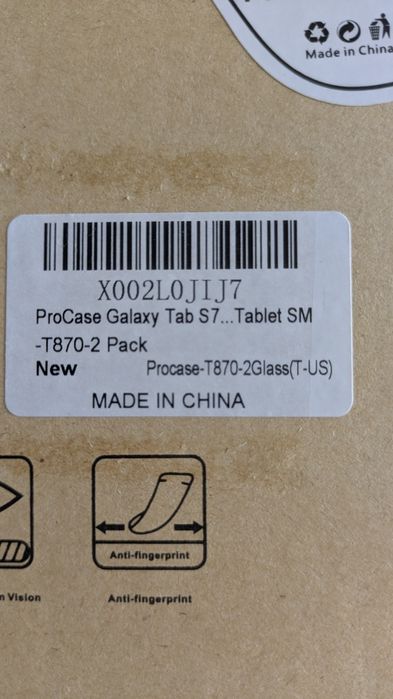 Made in China
X002L0JIJ7
ProCase Galaxy Tab S7...Tablet SM
-T870-2 Pack
New Procase-T870-2Glass(T-US)
MADE IN CHINA
Anti-fingerprint
n Vision Anti-fingerprint